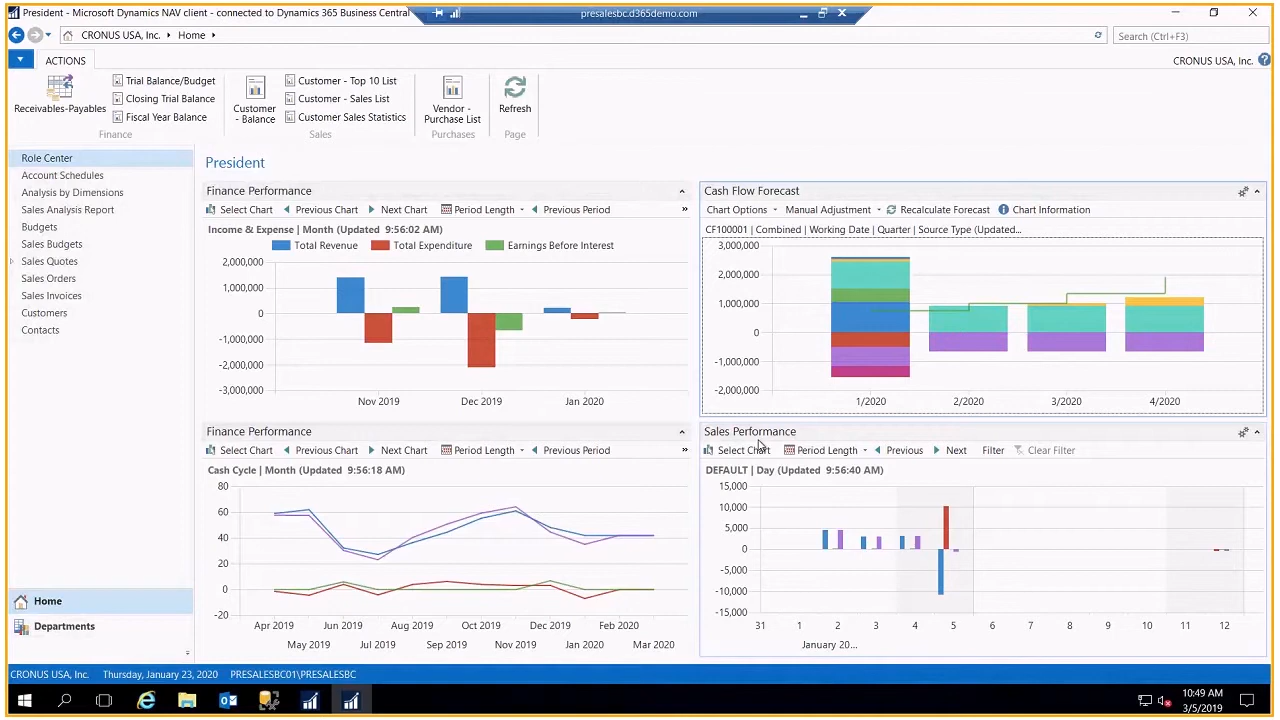 President - Microsoft Dynamics NAV client - connected to Dynamics 365 Business Central
presalesbc.d365demo.com
CRONUS USA, Inc. Home
Search (Ctrl+F3)
ACTIONS
CRONUS USA, Inc.
Receivables-Payables
Trial Balance/Budget
Closing Trial Balance
Fiscal Year Balance
Finance
Customer - Balance
Customer - Top 10 List
Customer - Sales List
Customer Sales Statistics
Sales
Vendor - Purchase List
Purchases
Refresh
Page
Role Center
Account Schedules
Analysis by Dimensions
Sales Analysis Report
Budgets
Sales Budgets
Sales Quotes
Sales Orders
Sales Invoices
Customers
Contacts
Home
Departments
President
Finance Performance
Select Chart Previous Chart Next Chart Period Length Previous Period »
Income & Expense | Month (Updated 9:56:02 AM)
Total Revenue Total Expenditure Earnings Before Interest
2,000,000
1,000,000
0
-1,000,000
-2,000,000
-3,000,000
Nov 2019 Dec 2019 Jan 2020
Cash Flow Forecast
Chart Options Manual Adjustment Recalculate Forecast Chart Information
CF100001 | Combined | Working Date | Quarter | Source Type (Updated...
3,000,000
2,000,000
1,000,000
0
-1,000,000
-2,000,000
1/2020 2/2020 3/2020 4/2020
Finance Performance
Select Chart Previous Chart Next Chart Period Length Previous Period »
Cash Cycle | Month (Updated 9:56:18 AM)
80
60
40
20
0
-20
Apr 2019 Jun 2019 Aug 2019 Oct 2019 Dec 2019 Feb 2020
May 2019 Jul 2019 Sep 2019 Nov 2019 Jan 2020 Mar 2020
Sales Performance
Select Chart Period Length Previous Next Filter Clear Filter
DEFAULT | Day (Updated 9:56:40 AM)
15,000
10,000
5,000
0
-5,000
-10,000
-15,000
31 1 2 3 4 5 6 7 8 9 10 11 12
January 20...
CRONUS USA, Inc. Thursday, January 23, 2020 PRESALESBC01\PRESALESBC
10:49 AM
3/5/2019